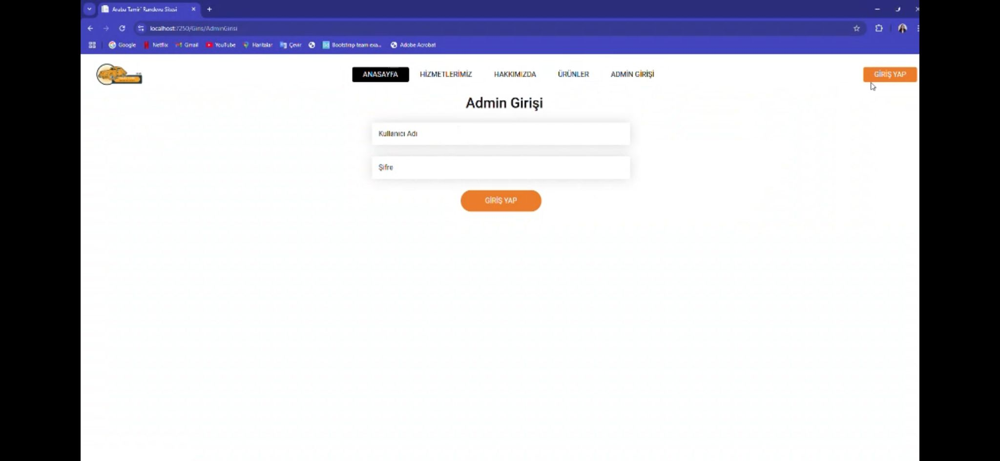 Araba Tamir Randevu Sitesi
localhost:7250/Giris/AdminGirisi
Google Netflix Gmail YouTube Haritalar Çevir Bootstrap team exa... Adobe Acrobat
ANASAYFA HİZMETLERİMİZ HAKKIMIZDA ÜRÜNLER ADMİN GİRİŞİ GİRİŞ YAP
Admin Girişi
Kullanıcı Adı
Şifre
GİRİŞ YAP